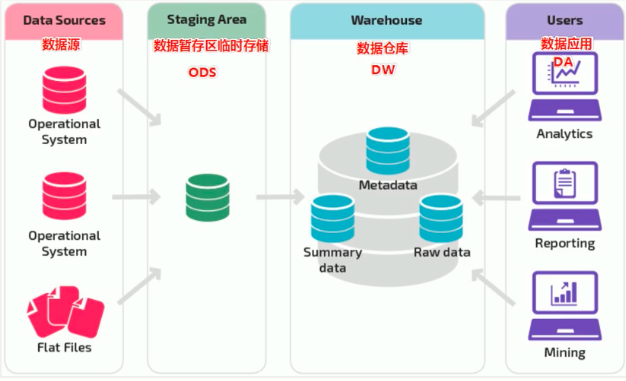 Data Sources
数据源
Operational
System
Operational
System
Flat Files
Staging Area
数据暂存区临时存储
ODS
Warehouse
数据仓库
DW
Metadata
Summary
data
Raw data
Users
数据应用
DA
Analytics
Reporting
Mining